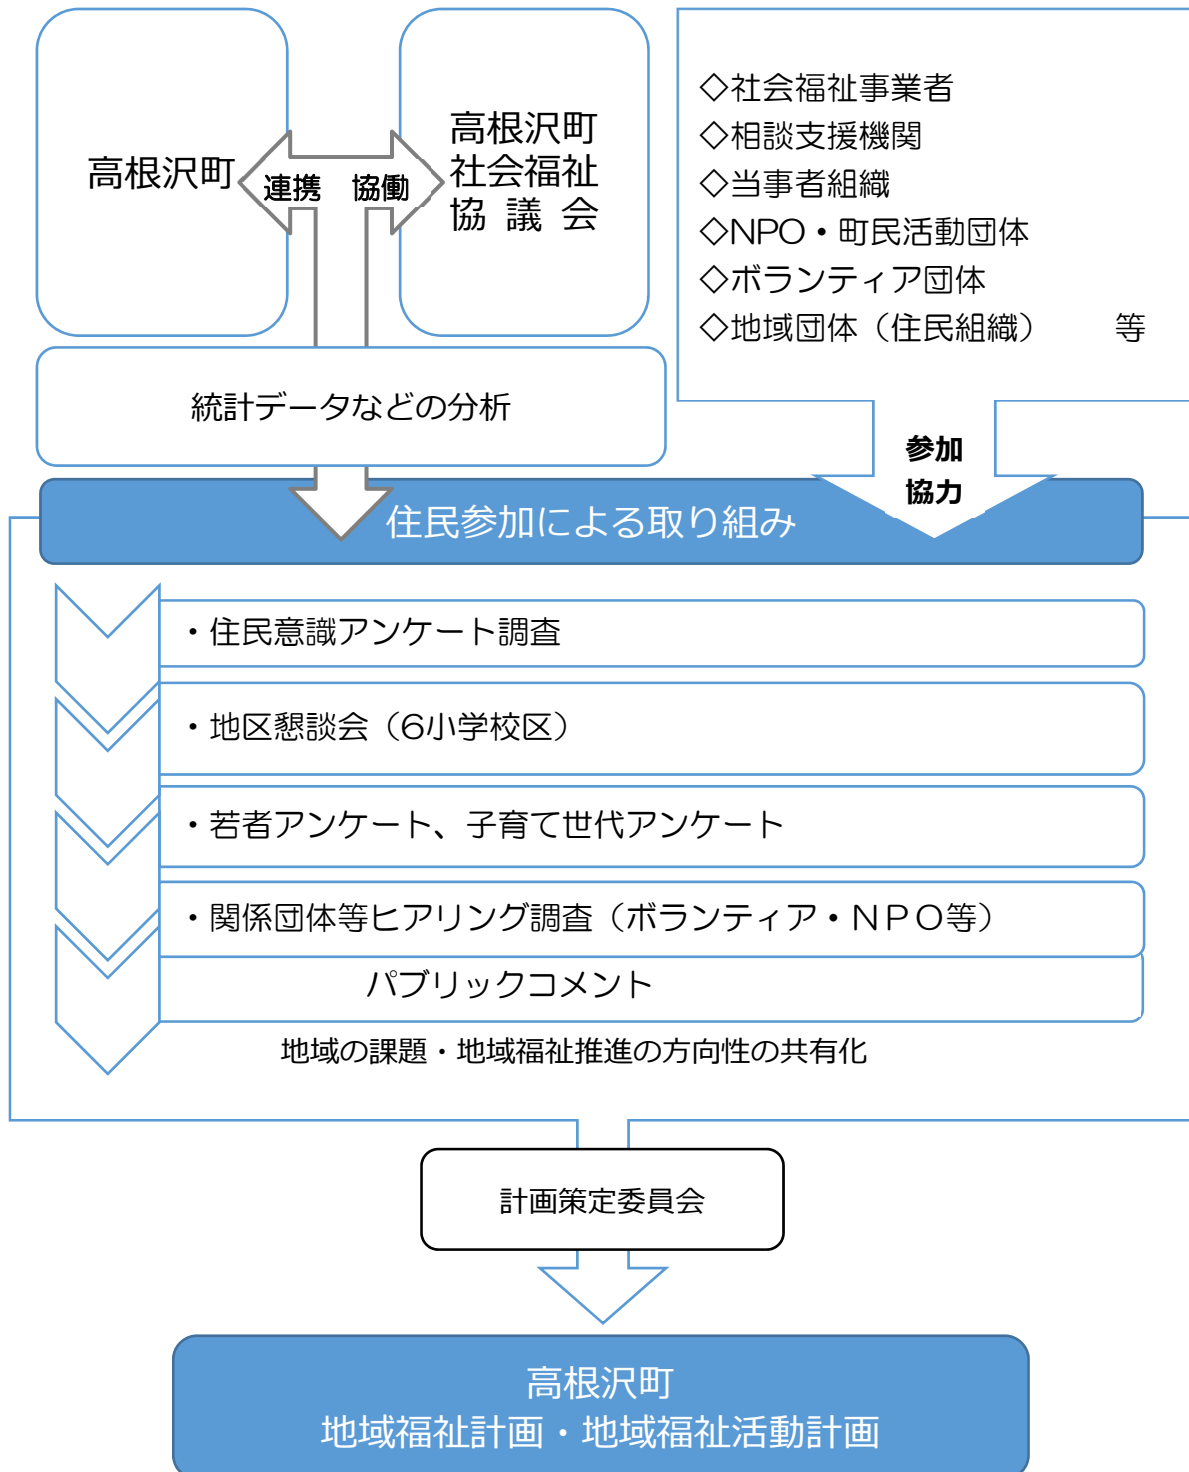 高根沢町
連携　協働
高根沢町
社会福祉
協 議 会
◇社会福祉事業者
◇相談支援機関
◇当事者組織
◇NPO・町民活動団体
◇ボランティア団体
◇地域団体（住民組織）　　等
統計データなどの分析
参加
協力
住民参加による取り組み
・住民意識アンケート調査
・地区懇談会（6小学校区）
・若者アンケート、子育て世代アンケート
・関係団体等ヒアリング調査（ボランティア・ＮＰＯ等）
パブリックコメント
地域の課題・地域福祉推進の方向性の共有化
計画策定委員会
高根沢町
地域福祉計画・地域福祉活動計画